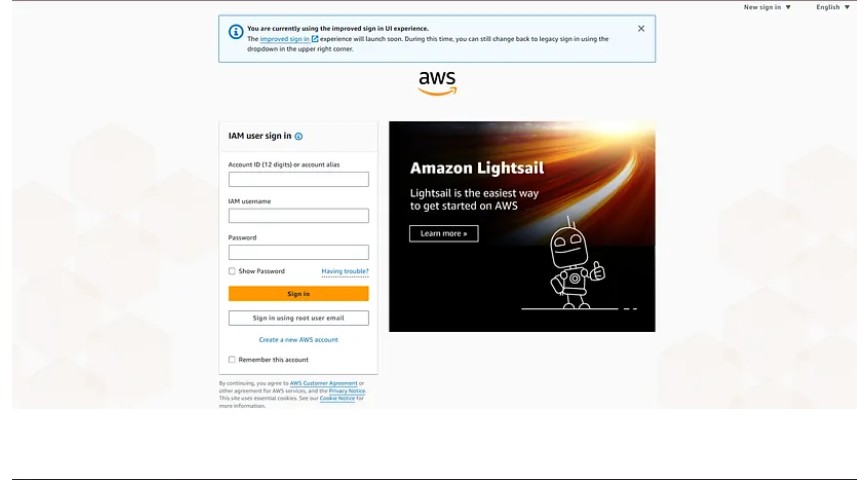 New sign in ▼ English ▼
You are currently using the improved sign in UI experience.
The improved sign in experience will launch soon. During this time, you can still change back to legacy sign in using the
dropdown in the upper right corner.
aws
IAM user sign in
Account ID (12 digits) or account alias
IAM username
Password
Show Password Having trouble?
Sign in
Sign in using root user email
Create a new AWS account
Remember this account
By continuing, you agree to AWS Customer Agreement or
other agreement for AWS services, and the Privacy Notice.
This site uses essential cookies. See our Cookie Notice for
more information.
Amazon Lightsail
Lightsail is the easiest way
to get started on AWS
Learn more »